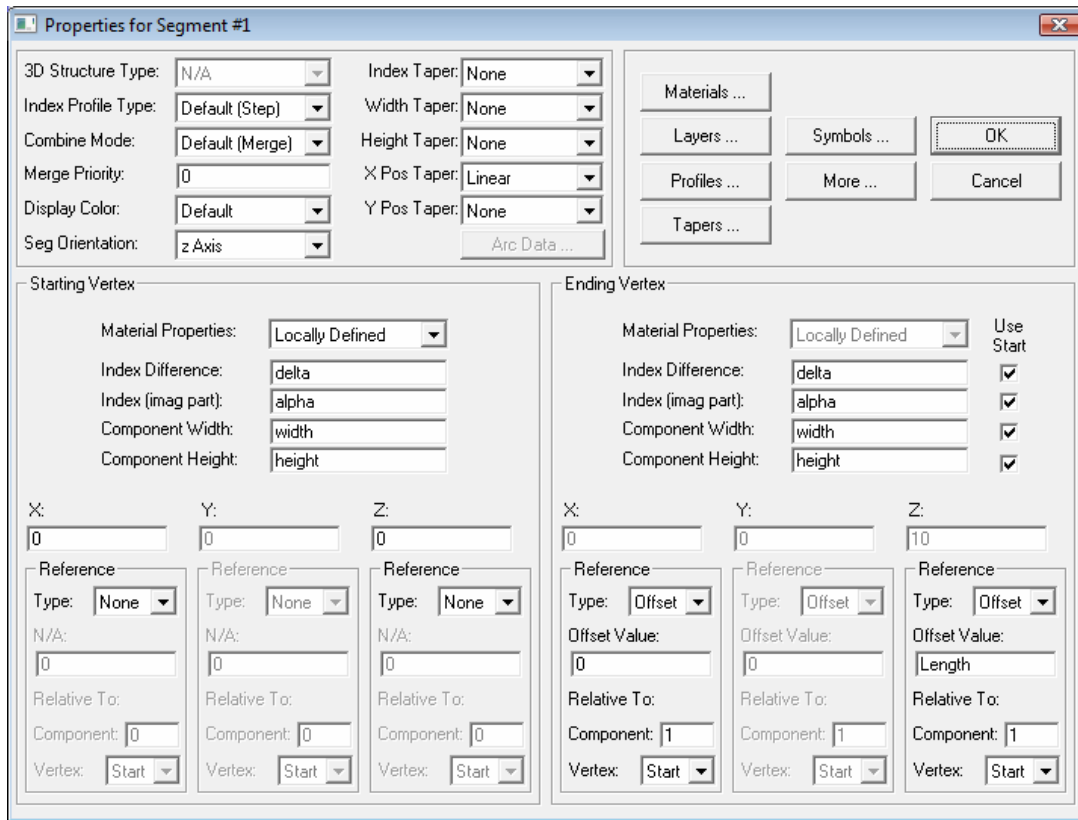 Properties for Segment #1
3D Structure Type: N/A Index Taper: None
Index Profile Type: Default (Step) Width Taper: None
Combine Mode: Default (Merge) Height Taper: None
Merge Priority: 0 X Pos Taper: Linear
Display Color: Default Y Pos Taper: None
Seg Orientation: z Axis Arc Data ...
Materials ...
Layers ... Symbols ... OK
Profiles ... More ... Cancel
Tapers ...
Starting Vertex
Material Properties: Locally Defined
Index Difference: delta
Index (imag part): alpha
Component Width: width
Component Height: height
X: Y: Z:
0 0 0
Reference Reference Reference
Type: None Type: None Type: None
N/A: N/A: N/A:
0 0 0
Relative To: Relative To: Relative To:
Component: 0 Component: 0 Component: 0
Vertex: Start Vertex: Start Vertex: Start
Ending Vertex
Material Properties: Locally Defined Use Start
Index Difference: delta
Index (imag part): alpha
Component Width: width
Component Height: height
X: Y: Z:
0 0 10
Reference Reference Reference
Type: Offset Type: Offset Type: Offset
Offset Value: Offset Value: Offset Value:
0 0 Length
Relative To: Relative To: Relative To:
Component: 1 Component: 1 Component: 1
Vertex: Start Vertex: Start Vertex: Start